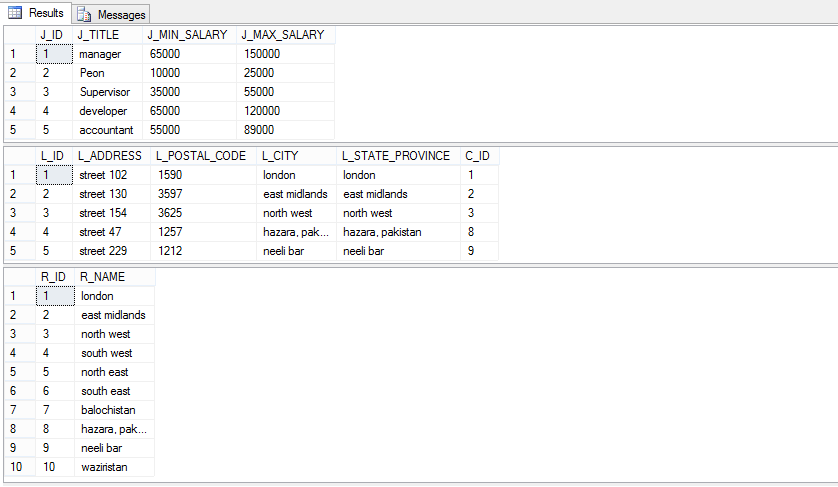 Results Messages
J_ID J_TITLE J_MIN_SALARY J_MAX_SALARY
1 1 manager 65000 150000
2 2 Peon 10000 25000
3 3 Supervisor 35000 55000
4 4 developer 65000 120000
5 5 accountant 55000 89000
L_ID L_ADDRESS L_POSTAL_CODE L_CITY L_STATE_PROVINCE C_ID
1 1 street 102 1590 london london 1
2 2 street 130 3597 east midlands east midlands 2
3 3 street 154 3625 north west north west 3
4 4 street 47 1257 hazara, pak... hazara, pakistan 8
5 5 street 229 1212 neeli bar neeli bar 9
R_ID R_NAME
1 1 london
2 2 east midlands
3 3 north west
4 4 south west
5 5 north east
6 6 south east
7 7 balochistan
8 8 hazara, pak...
9 9 neeli bar
10 10 waziristan